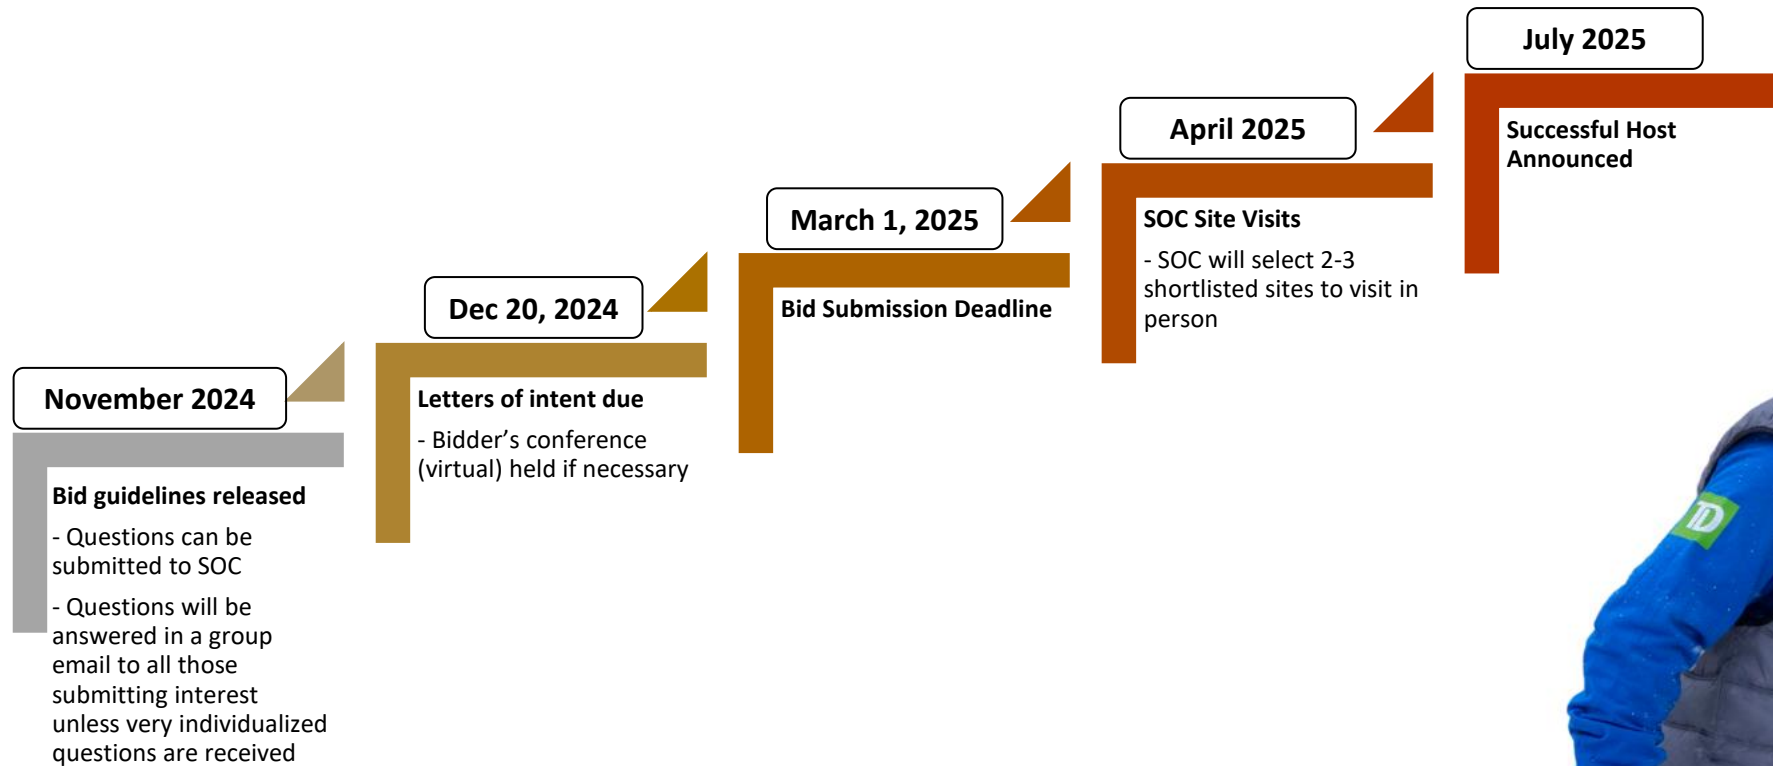 November 2024
Bid guidelines released
- Questions can be
submitted to SOC
- Questions will be
answered in a group
email to all those
submitting interest
unless very individualized
questions are received
Dec 20, 2024
Letters of intent due
- Bidder’s conference
(virtual) held if necessary
March 1, 2025
Bid Submission Deadline
April 2025
SOC Site Visits
- SOC will select 2-3
shortlisted sites to visit in
person
July 2025
Successful Host
Announced
TD